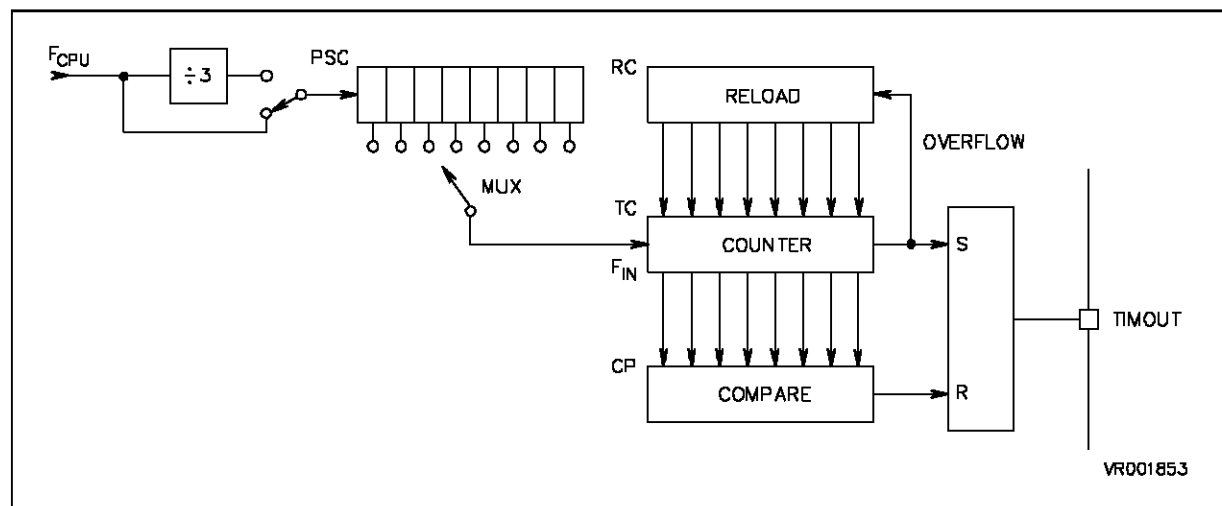 FCPU
÷3
PSC
MUX
RC
RELOAD
OVERFLOW
TC
COUNTER
FIN
CP
COMPARE
S
R
TIMOUT
VR001853